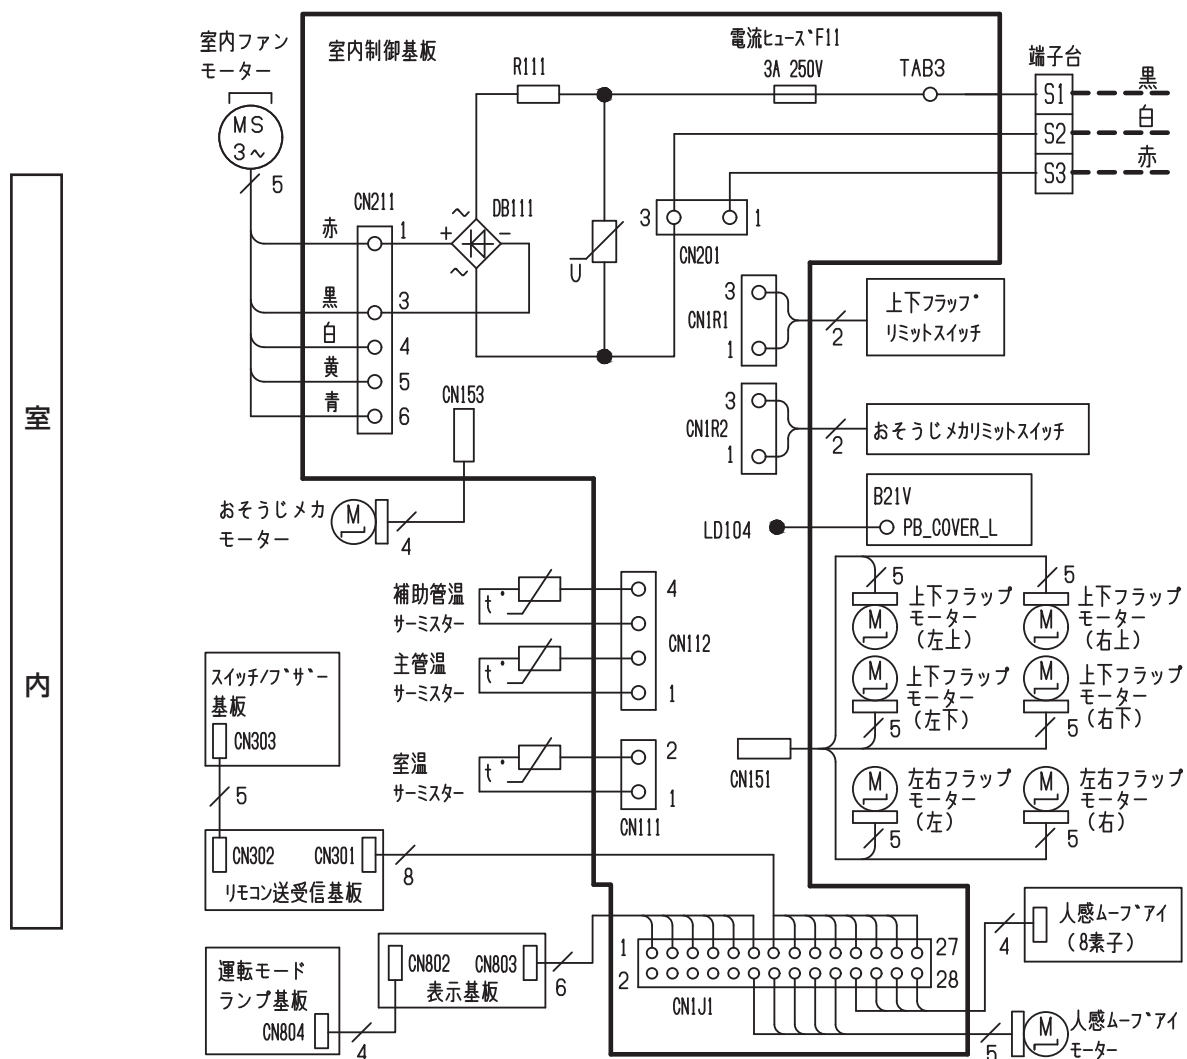 室内
室内ファン
モーター
MS
3~
5
室内制御基板
R111
電流ヒューズF11
3A 250V
TAB3
端子台
S1
S2
S3
黒
白
赤
CN211
赤
黒
白
黄
青
1
3
4
5
6
~
+
-
~
DB111
U
3
1
CN201
3
CN1R1
1
2
上下フラップ
リミットスイッチ
3
CN1R2
1
2
おそうじメカリミットスイッチ
CN153
おそうじメカ
モーター
M
4
LD104
B21V
PB_COVER_L
補助管温
サーミスター
t°
4
主管温
サーミスター
t°
1
CN112
室温
サーミスター
t°
2
1
CN111
CN151
5
M
上下フラップ
モーター
(左上)
5
M
上下フラップ
モーター
(右上)
M
5
上下フラップ
モーター
(左下)
M
5
上下フラップ
モーター
(右下)
M
5
左右フラップ
モーター
(左)
M
5
左右フラップ
モーター
(右)
スイッチ/ブザー
基板
CN303
5
CN302
CN301
リモコン送受信基板
8
運転モード
ランプ基板
CN804
4
CN802
CN803
表示基板
6
1
2
27
28
CN1J1
4
人感ムーブアイ
(8素子)
5
M
人感ムーブアイ
モーター